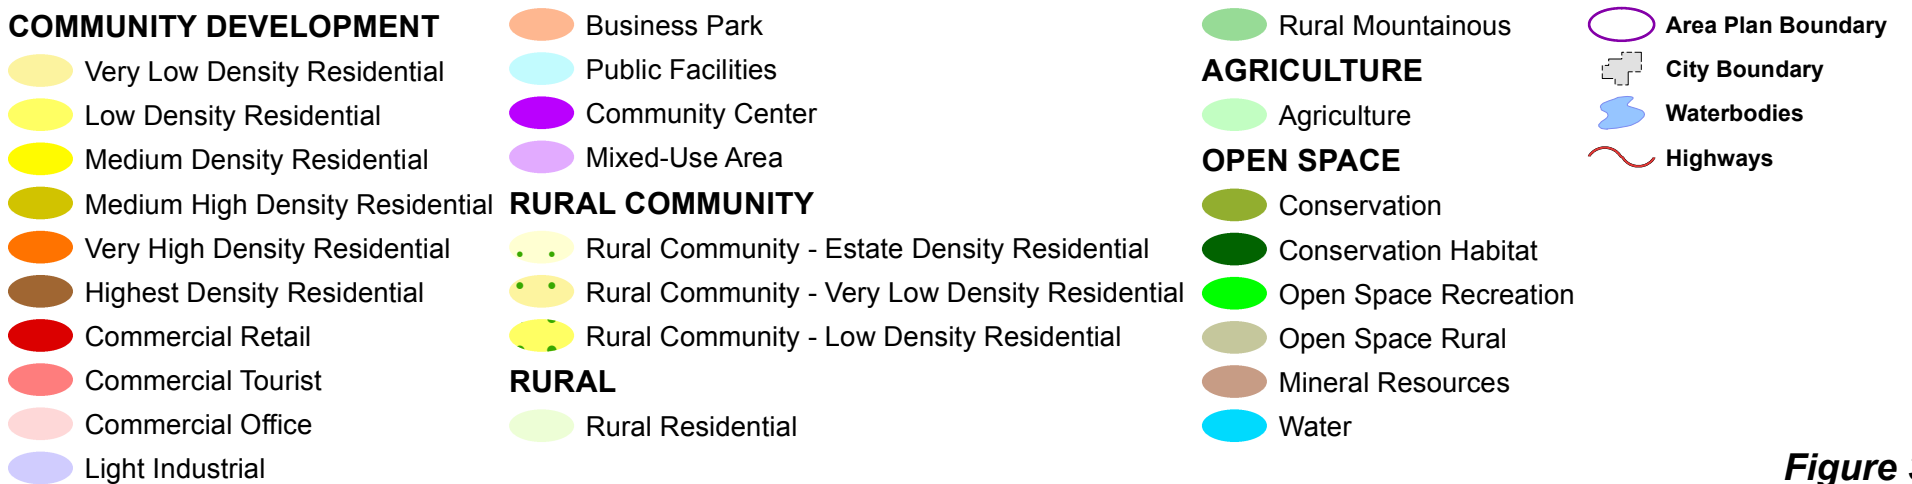 COMMUNITY DEVELOPMENT
Very Low Density Residential
Low Density Residential
Medium Density Residential
Medium High Density Residential
Very High Density Residential
Highest Density Residential
Commercial Retail
Commercial Tourist
Commercial Office
Light Industrial
Business Park
Public Facilities
Community Center
Mixed-Use Area
RURAL COMMUNITY
Rural Community - Estate Density Residential
Rural Community - Very Low Density Residential
Rural Community - Low Density Residential
RURAL
Rural Residential
Rural Mountainous
AGRICULTURE
Agriculture
OPEN SPACE
Conservation
Conservation Habitat
Open Space Recreation
Open Space Rural
Mineral Resources
Water
Area Plan Boundary
City Boundary
Waterbodies
Highways
Figure